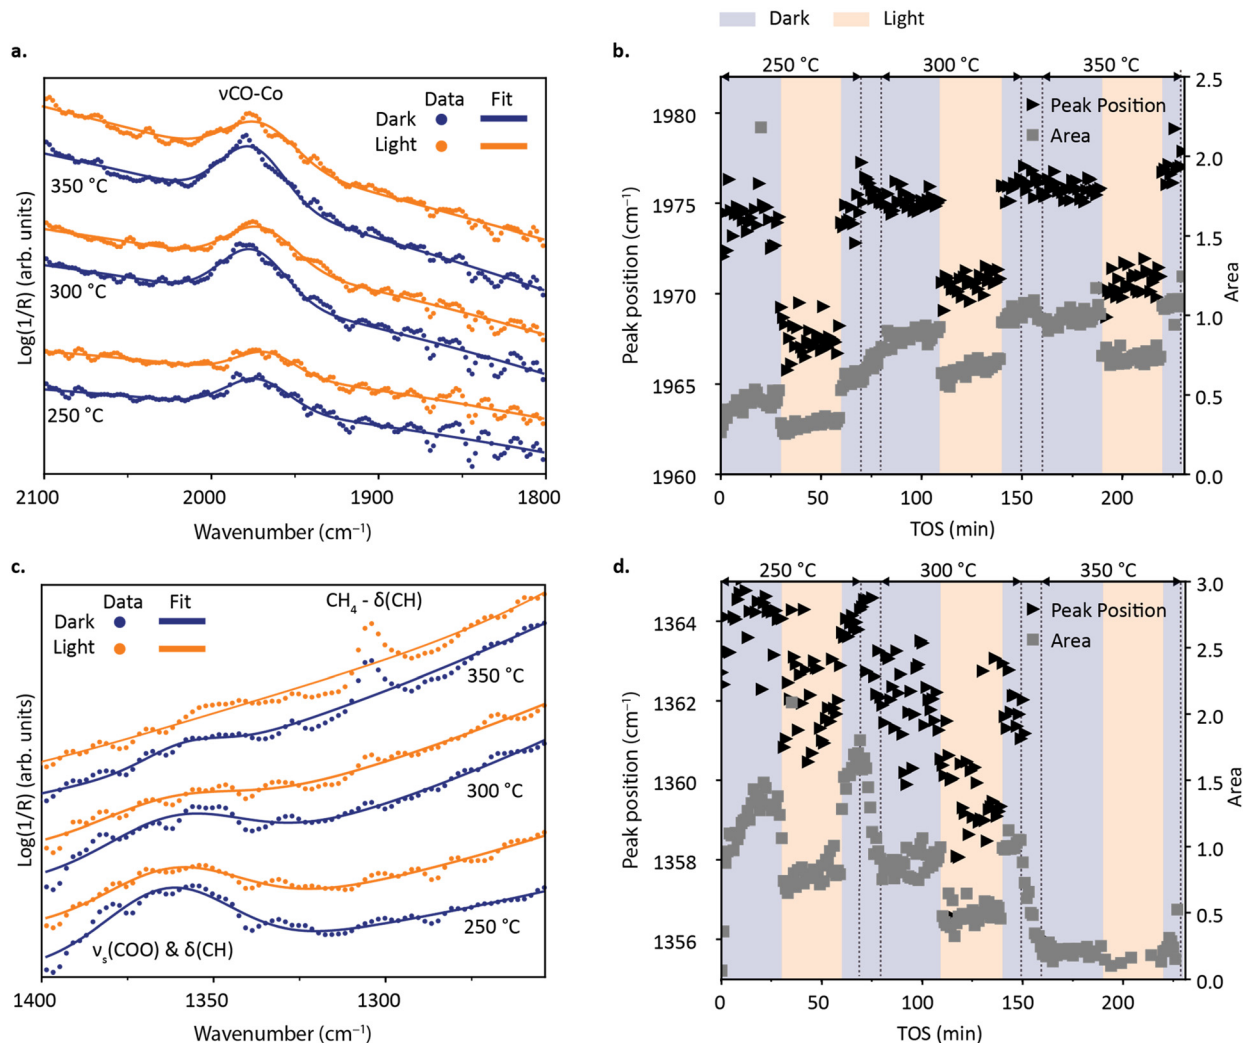 Dark Light
a.
νCO-Co
Data Fit
Dark
Light
350 °C
300 °C
250 °C
Log(1/R) (arb. units)
2100 2000 1900 1800
Wavenumber (cm⁻¹)
b.
250 °C 300 °C 350 °C
Peak Position
Area
Peak position (cm⁻¹)
1980
1975
1970
1965
1960
2.5
2.0
1.5
1.0
0.5
0.0
Area
0 50 100 150 200
TOS (min)
c.
Data Fit
Dark
Light
CH₄ - δ(CH)
350 °C
300 °C
250 °C
νₛ(COO) & δ(CH)
Log(1/R) (arb. units)
1400 1350 1300
Wavenumber (cm⁻¹)
d.
250 °C 300 °C 350 °C
Peak Position
Area
Peak position (cm⁻¹)
1364
1362
1360
1358
1356
3.0
2.5
2.0
1.5
1.0
0.5
0.0
Area
0 50 100 150 200
TOS (min)